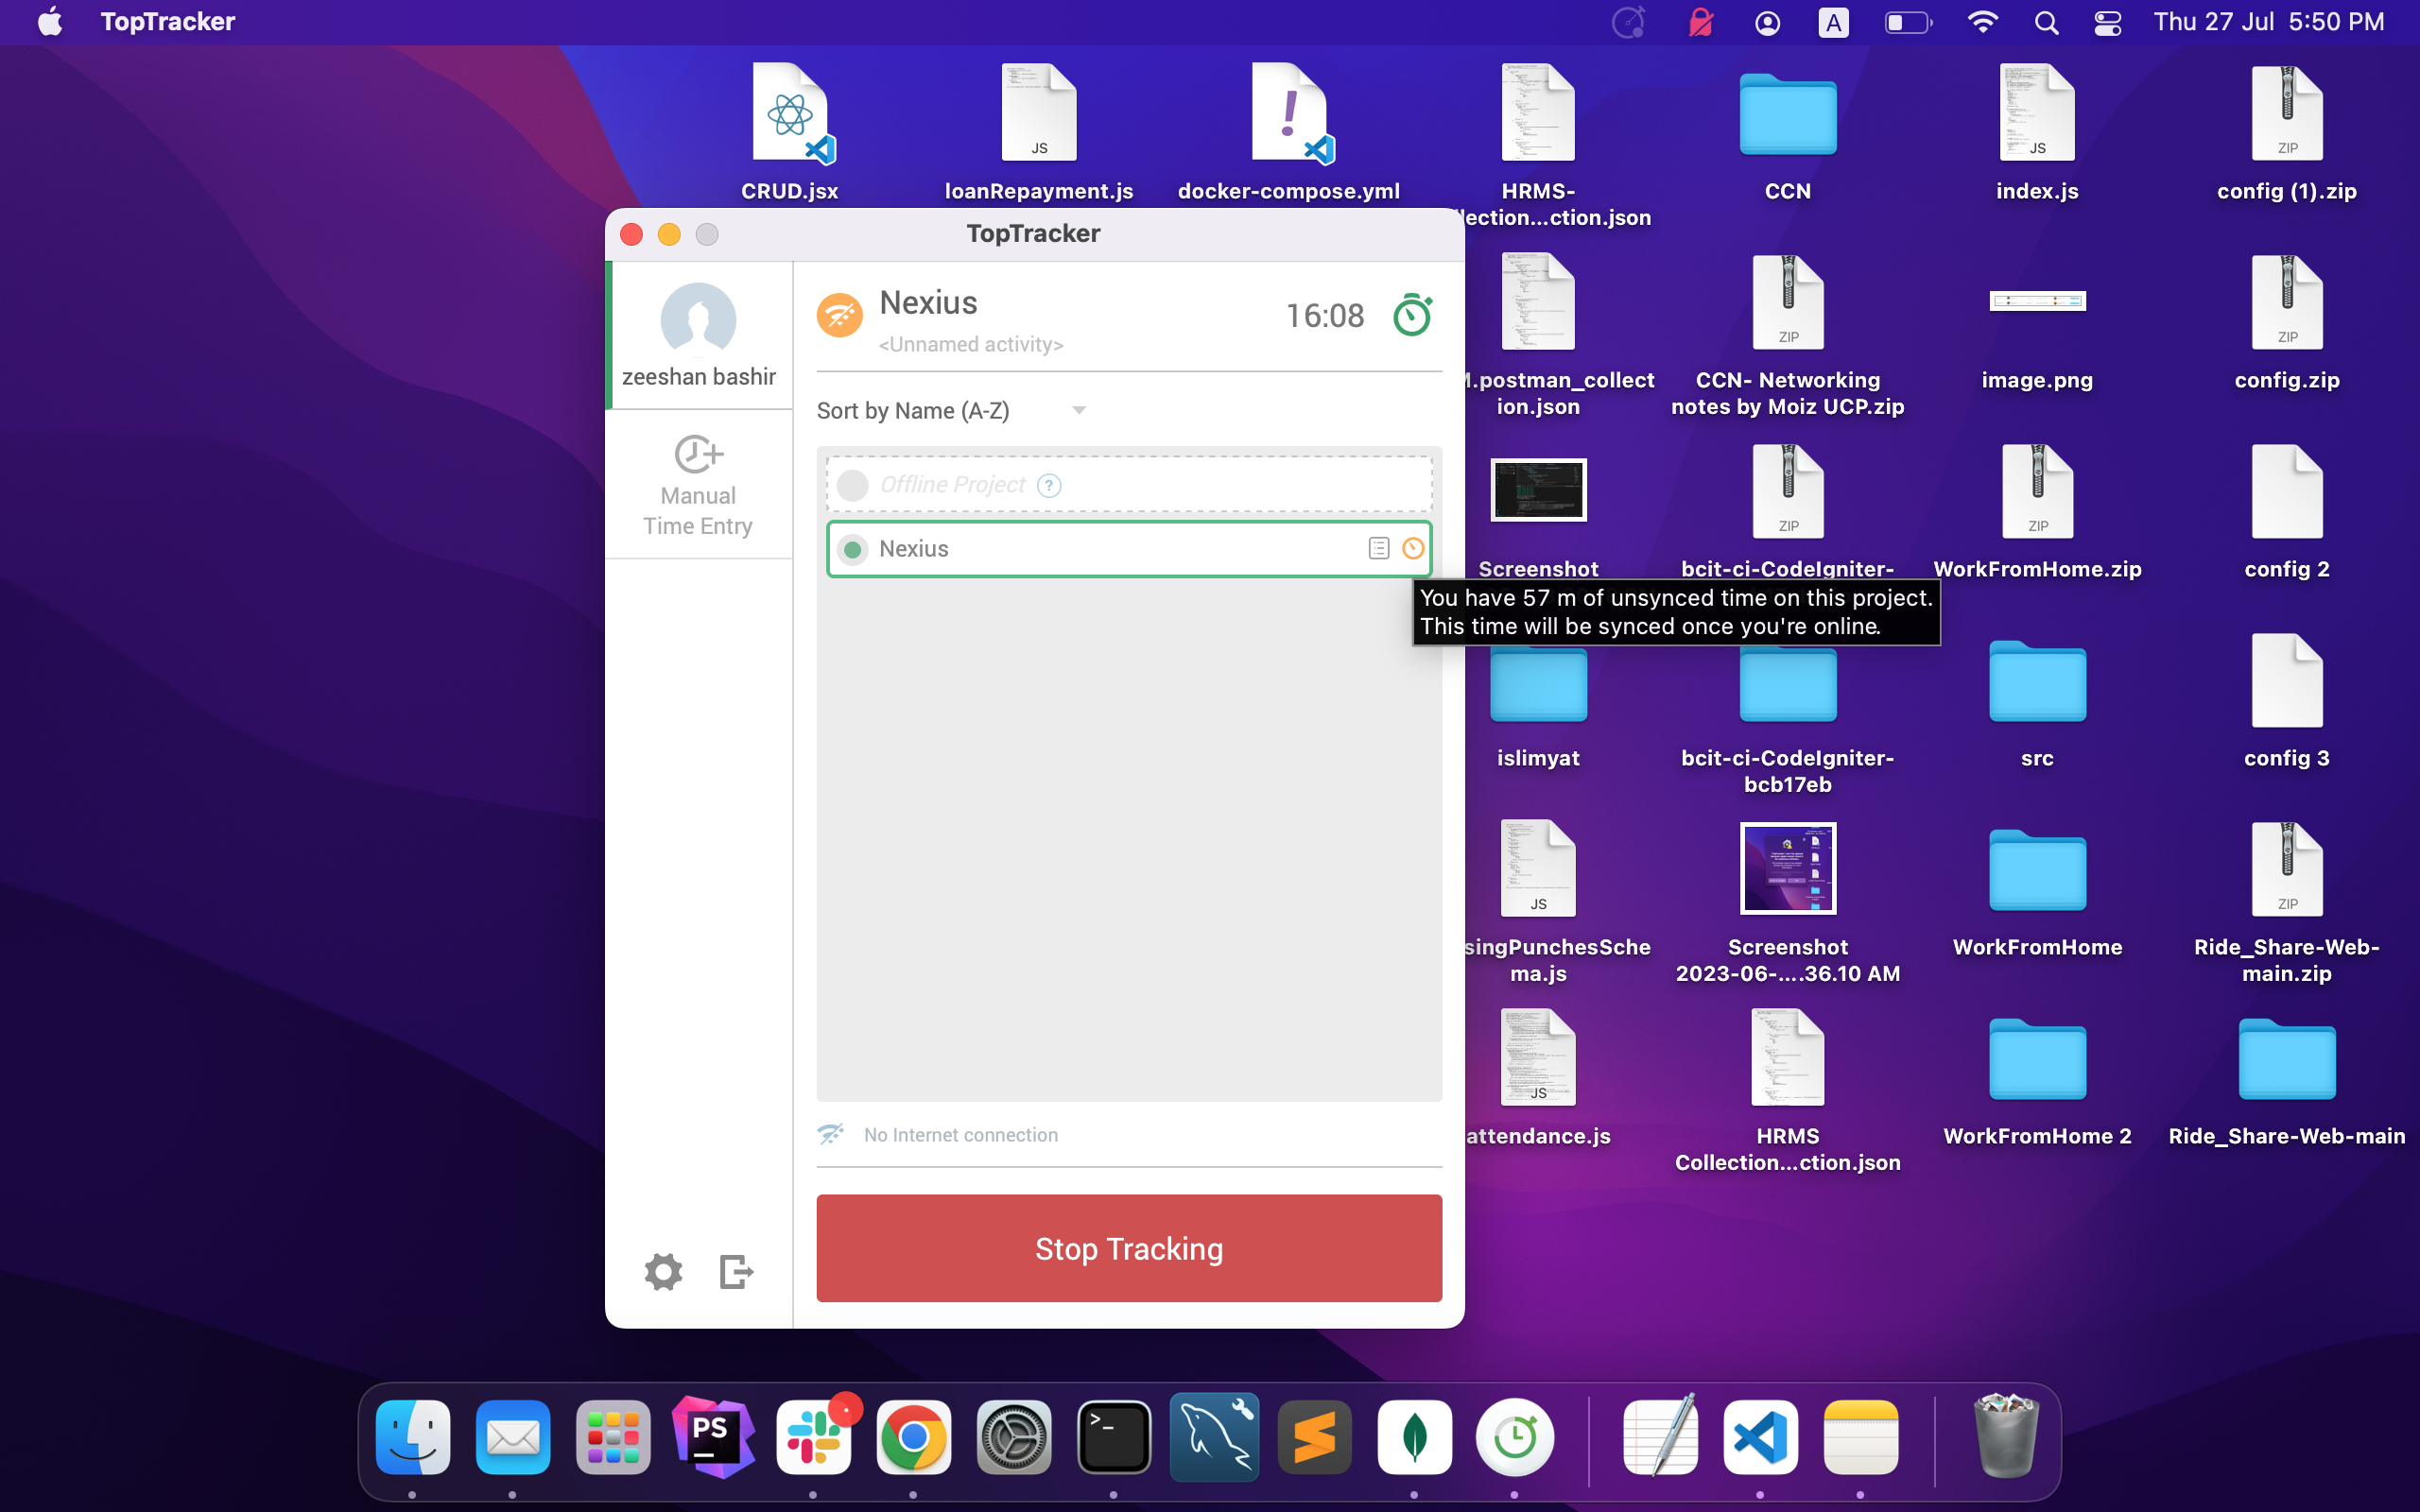 TopTracker
A
Thu 27 Jul 5:50 PM
CRUD.jsx
JS
loanRepayment.js
docker-compose.yml
HRMS-
lection...ction.json
CCN
JS
index.js
ZIP
config (1).zip
TopTracker
zeeshan bashir
Manual
Time Entry
Nexius
<Unnamed activity>
16:08
Sort by Name (A-Z)
Offline Project ?
Nexius
You have 57 m of unsynced time on this project.
This time will be synced once you're online.
No Internet connection
Stop Tracking
.postman_collect
ion.json
ZIP
CCN- Networking
notes by Moiz UCP.zip
image.png
ZIP
config.zip
Screenshot
ZIP
bcit-ci-CodeIgniter-
ZIP
WorkFromHome.zip
config 2
islimyat
bcit-ci-CodeIgniter-
bcb17eb
src
config 3
JS
singPunchesSche
ma.js
Screenshot
2023-06-....36.10 AM
WorkFromHome
ZIP
Ride_Share-Web-
main.zip
JS
attendance.js
HRMS
Collection...ction.json
WorkFromHome 2
Ride_Share-Web-main
PS
>_